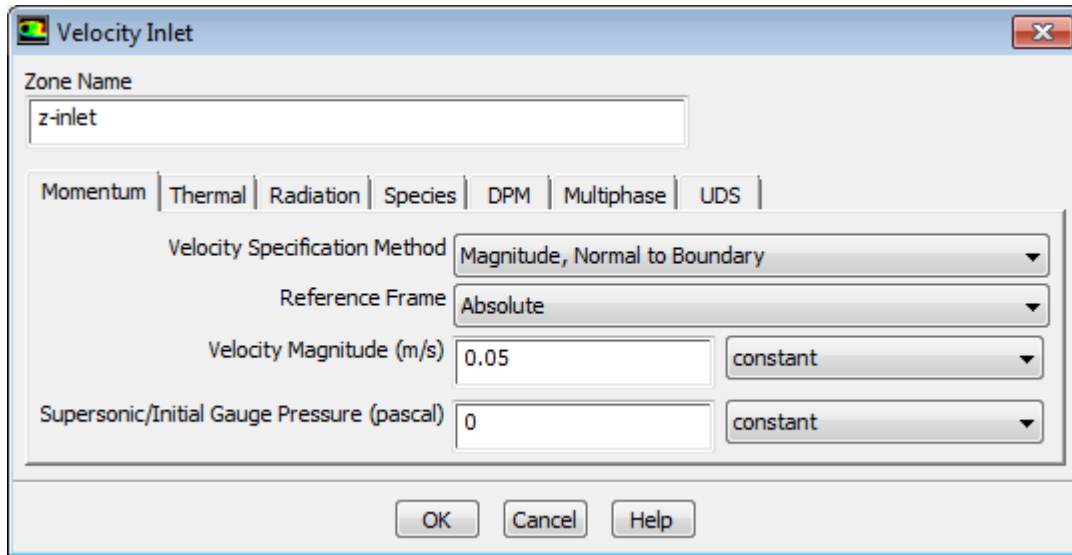 Velocity Inlet
Zone Name
z-inlet
Momentum Thermal Radiation Species DPM Multiphase UDS
Velocity Specification Method Magnitude, Normal to Boundary
Reference Frame Absolute
Velocity Magnitude (m/s) 0.05 constant
Supersonic/Initial Gauge Pressure (pascal) 0 constant
OK Cancel Help